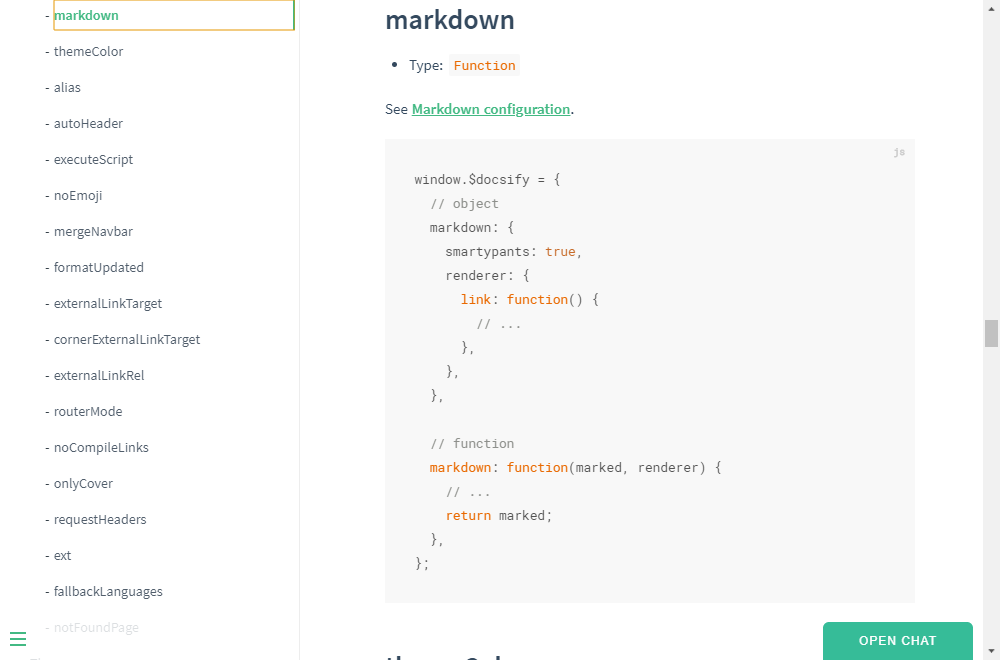 - markdown
- themeColor
- alias
- autoHeader
- executeScript
- noEmoji
- mergeNavbar
- formatUpdated
- externalLinkTarget
- cornerExternalLinkTarget
- externalLinkRel
- routerMode
- noCompileLinks
- onlyCover
- requestHeaders
- ext
- fallbackLanguages
- notFoundPage
markdown
• Type: Function
See Markdown configuration.
js
window.$docsify = {
  // object
  markdown: {
    smartypants: true,
    renderer: {
      link: function() {
        // ...
      },
    },
  },
  // function
  markdown: function(marked, renderer) {
    // ...
    return marked;
  },
};
OPEN CHAT